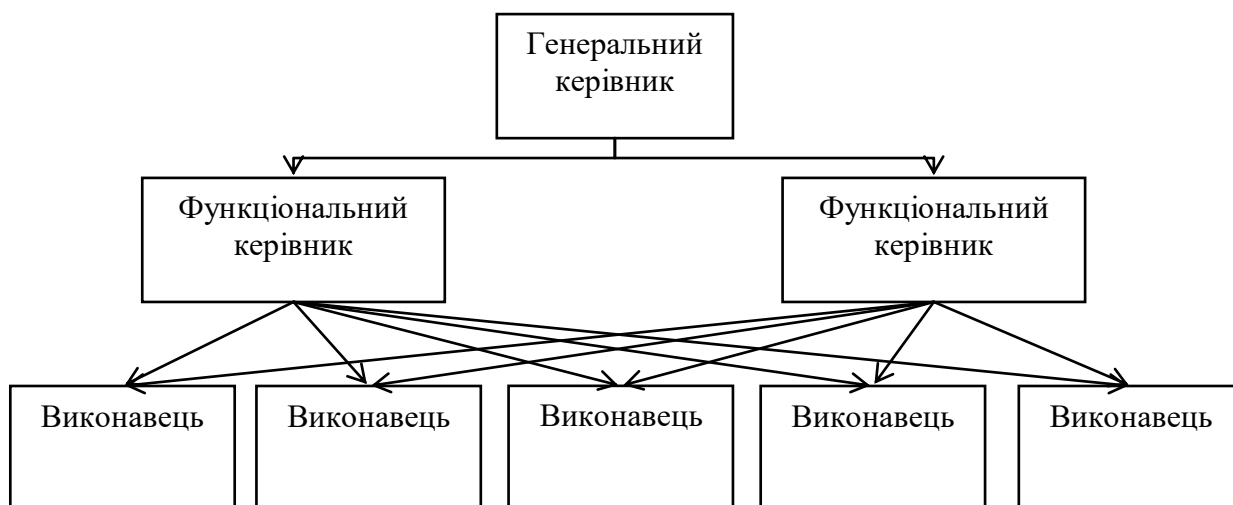 Генеральний
керівник
Функціональний
керівник
Функціональний
керівник
Виконавець
Виконавець
Виконавець
Виконавець
Виконавець